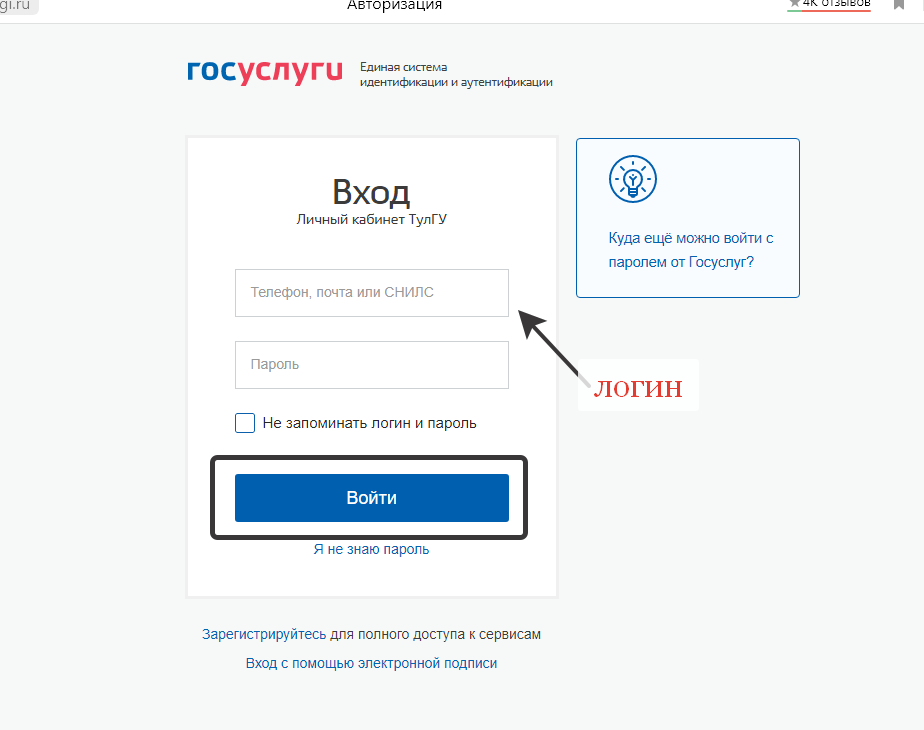 gi.ru
Авторизация
4К отзывов
госуслуги
Единая система
идентификации и аутентификации
Вход
Личный кабинет ТулГУ
Телефон, почта или СНИЛС
Пароль
Не запоминать логин и пароль
Войти
Я не знаю пароль
Куда ещё можно войти с
паролем от Госуслуг?
ЛОГИН
Зарегистрируйтесь для полного доступа к сервисам
Вход с помощью электронной подписи